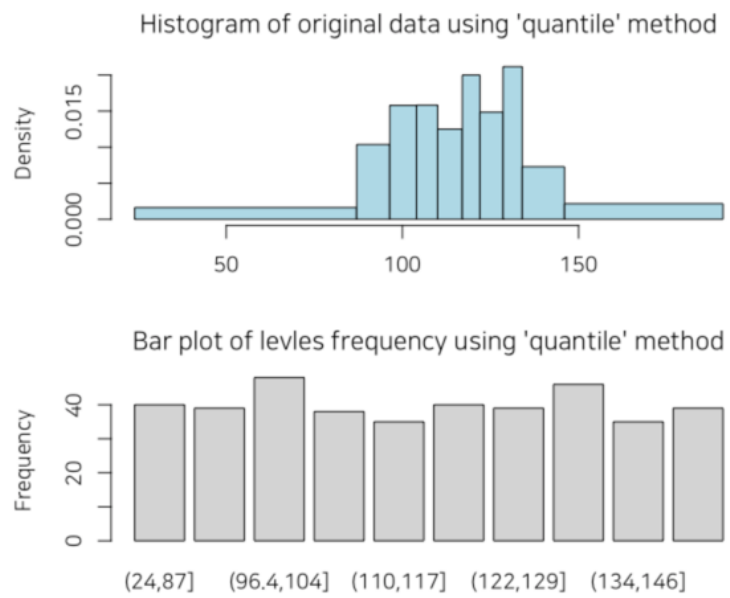 Histogram of original data using 'quantile' method
Density
0.015
0.000
50 100 150
Bar plot of levles frequency using 'quantile' method
Frequency
40
20
0
(24,87] (96.4,104] (110,117] (122,129] (134,146]